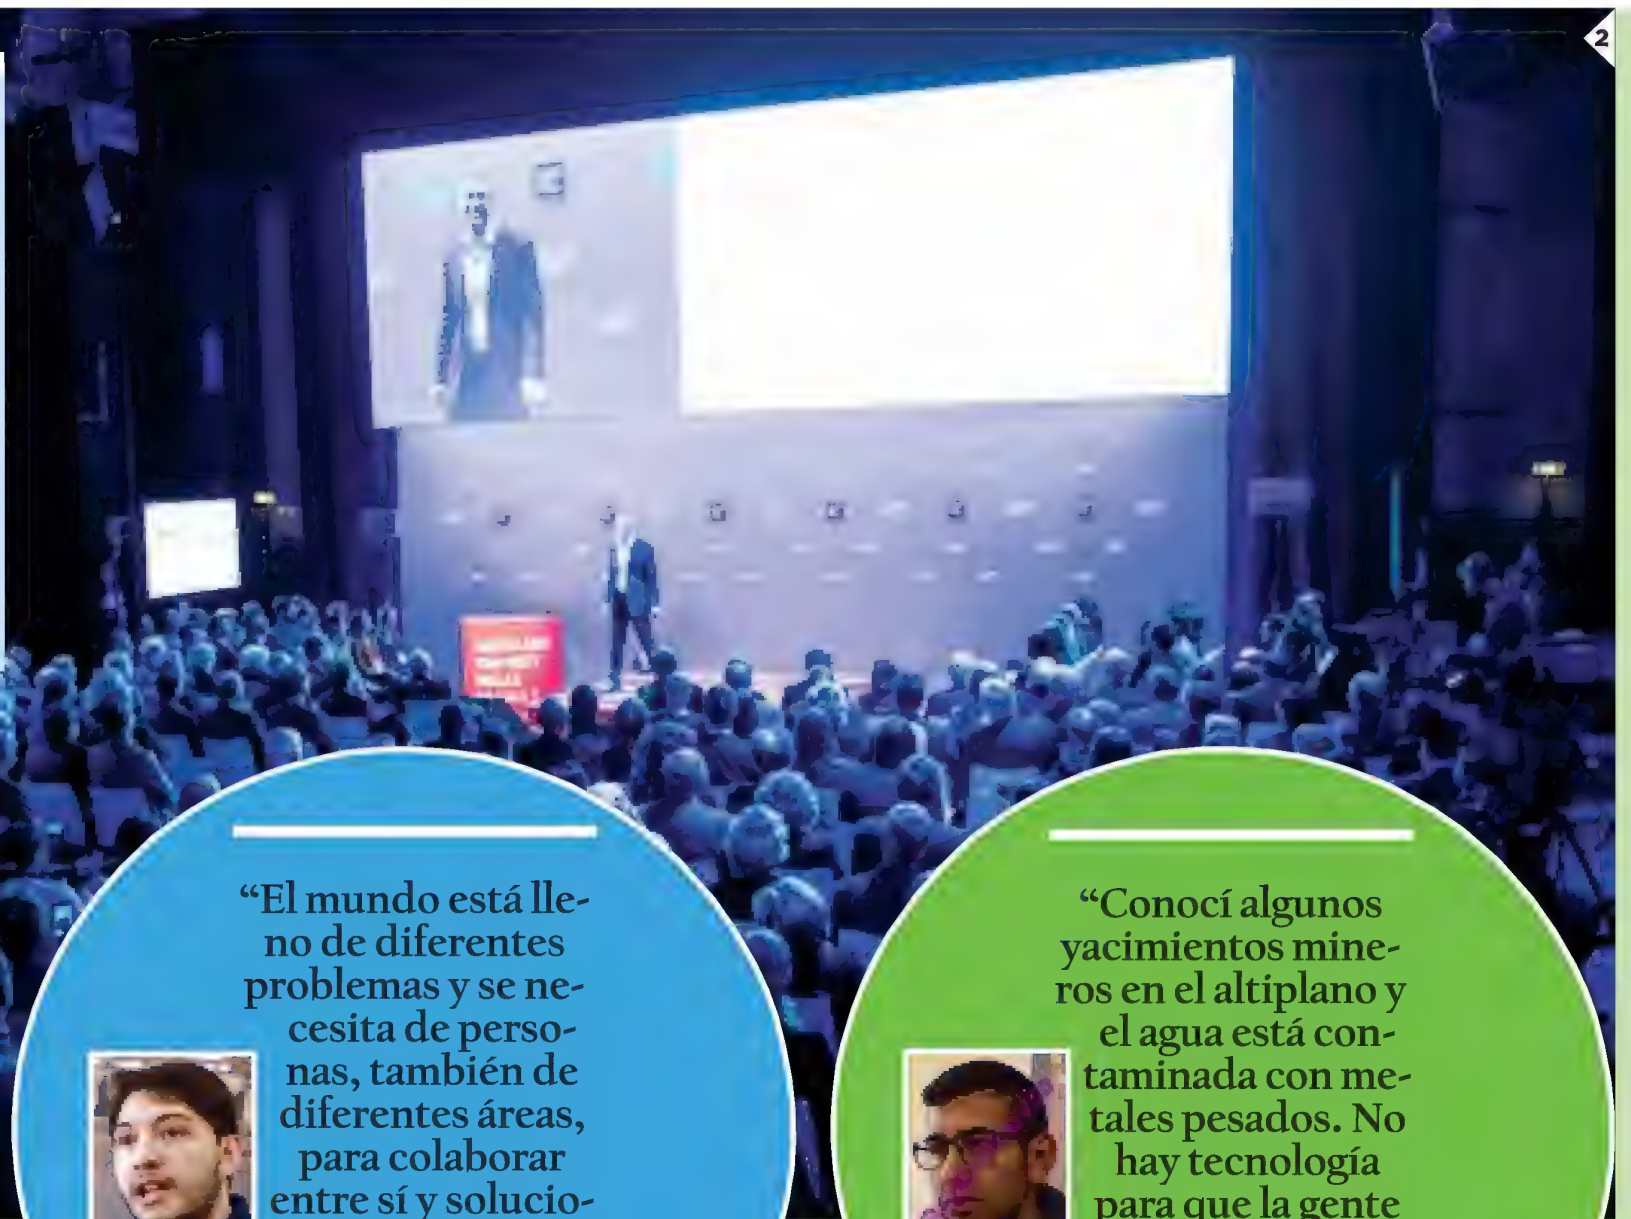 2
“El mundo está lle-
no de diferentes
problemas y se ne-
cesita de perso-
nas, también de
diferentes áreas,
para colaborar
entre sí y solucio-
“Conocí algunos
yacimientos mine-
ros en el altiplano y
el agua está con-
taminada con me-
tales pesados. No
hay tecnología
para que la gente